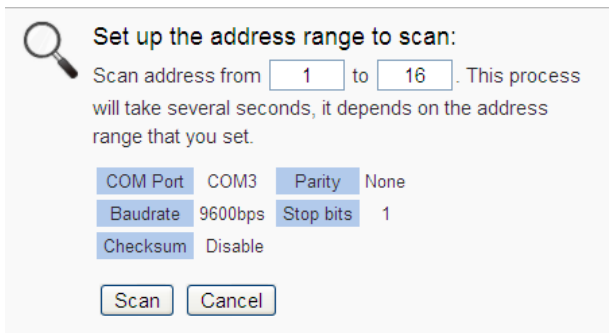 Set up the address range to scan:
Scan address from 1 to 16 . This process
will take several seconds, it depends on the address
range that you set.
COM Port COM3 Parity None
Baudrate 9600bps Stop bits 1
Checksum Disable
Scan Cancel